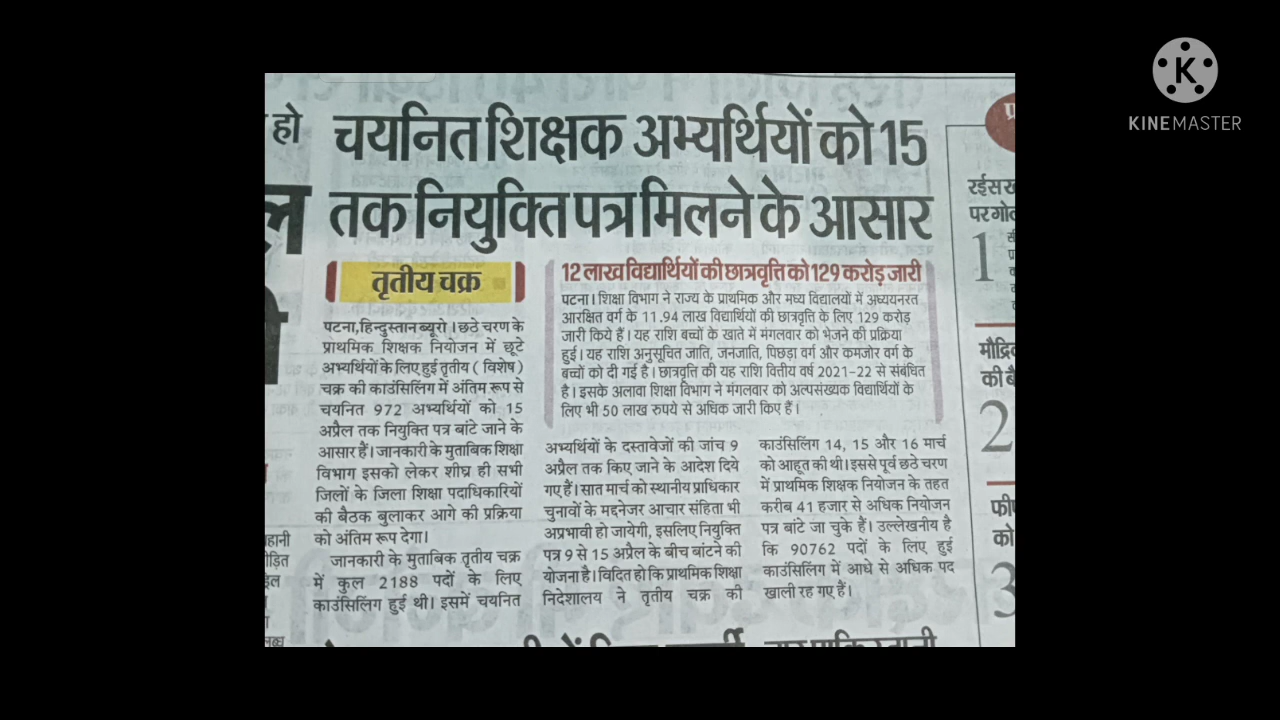 KINEMASTER
हो
चयनित शिक्षक अभ्यर्थियों को 15
तक नियुक्ति पत्र मिलने के आसार
तृतीय चक्र
पटना, हिन्दुस्तान ब्यूरो। छठे चरण के
प्राथमिक शिक्षक नियोजन में छूटे
अभ्यर्थियों के लिए हुई तृतीय ( विशेष)
चक्र की काउंसिलिंग में अंतिम रूप से
चयनित 972 अभ्यर्थियों को 15
अप्रैल तक नियुक्ति पत्र बांटे जाने के
आसार हैं। जानकारी के मुताबिक शिक्षा
विभाग इसको लेकर शीघ्र ही सभी
जिलों के जिला शिक्षा पदाधिकारियों
की बैठक बुलाकर आगे की प्रक्रिया
को अंतिम रूप देगा।
जानकारी के मुताबिक तृतीय चक्र
में कुल 2188 पदों के लिए
काउंसिलिंग हुई थी। इसमें चयनित
12 लाख विद्यार्थियों की छात्रवृत्ति को 129 करोड़ जारी
पटना। शिक्षा विभाग ने राज्य के प्राथमिक और मध्य विद्यालयों में अध्ययनरत
आरक्षित वर्ग के 11.94 लाख विद्यार्थियों की छात्रवृत्ति के लिए 129 करोड़
जारी किये हैं। यह राशि बच्चों के खाते में मंगलवार को भेजने की प्रक्रिया
हुई। यह राशि अनुसूचित जाति, जनजाति, पिछड़ा वर्ग और कमजोर वर्ग के
बच्चों को दी गई है। छात्रवृत्ति की यह राशि वित्तीय वर्ष 2021-22 से संबंधित
है। इसके अलावा शिक्षा विभाग ने मंगलवार को अल्पसंख्यक विद्यार्थियों के
लिए भी 50 लाख रुपये से अधिक जारी किए हैं।
अभ्यर्थियों के दस्तावेजों की जांच 9
अप्रैल तक किए जाने के आदेश दिये
गए हैं। सात मार्च को स्थानीय प्राधिकार
चुनावों के मद्देनजर आचार संहिता भी
अप्रभावी हो जायेगी, इसलिए नियुक्ति
पत्र 9 से 15 अप्रैल के बीच बांटने की
योजना है। विदित हो कि प्राथमिक शिक्षा
निदेशालय ने तृतीय चक्र की
काउंसिलिंग 14, 15 और 16 मार्च
को आहूत की थी। इससे पूर्व छठे चरण
में प्राथमिक शिक्षक नियोजन के तहत
करीब 41 हजार से अधिक नियोजन
पत्र बांटे जा चुके हैं। उल्लेखनीय है
कि 90762 पदों के लिए हुई
काउंसिलिंग में आधे से अधिक पद
खाली रह गए हैं।
1
2
की बै
को
3